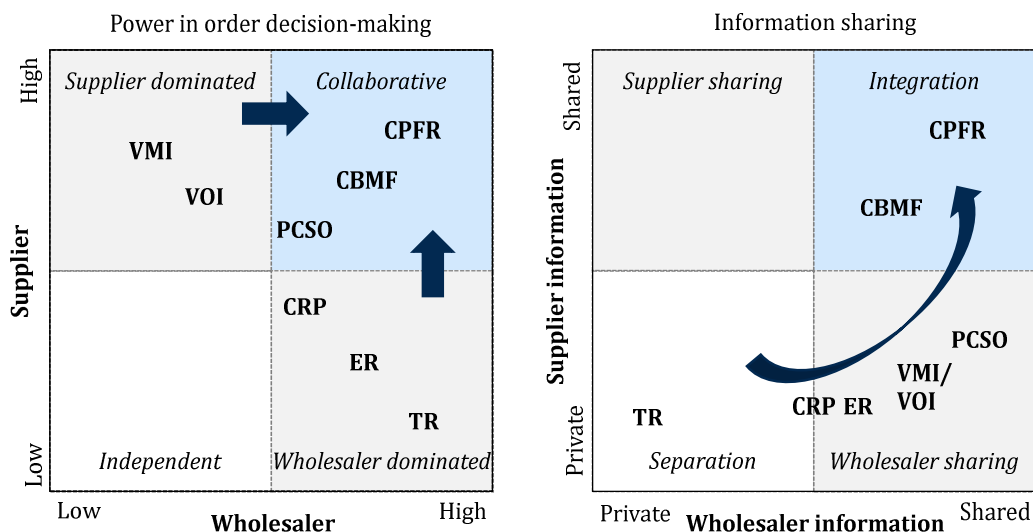 Power in order decision-making
High
Supplier dominated
Collaborative
CPFR
VMI
CBMF
VOI
PCSO
Supplier
CRP
ER
TR
Low
Independent
Wholesaler dominated
Low
Wholesaler
High
Information sharing
Shared
Supplier sharing
Integration
CPFR
CBMF
Supplier information
PCSO
VMI/
VOI
CRP
ER
TR
Private
Separation
Wholesaler sharing
Private
Wholesaler information
Shared